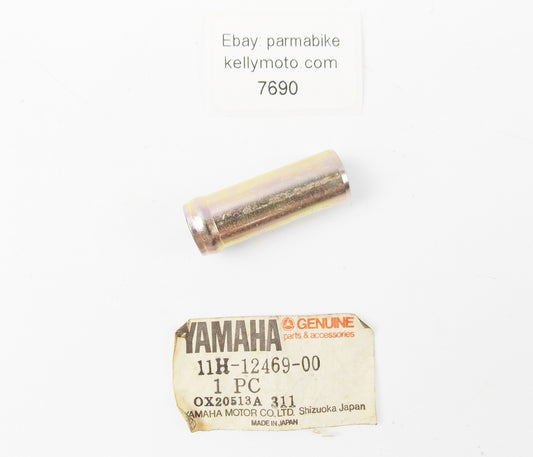 Ebay: parmabike
kellymoto.com
7690
YAMAHA GENUINE
parts & accessories
11H-12469-00
1 PC
OX20513A 311
YAMAHA MOTOR CO., LTD. Shizuoka Japan
MADE IN JAPAN